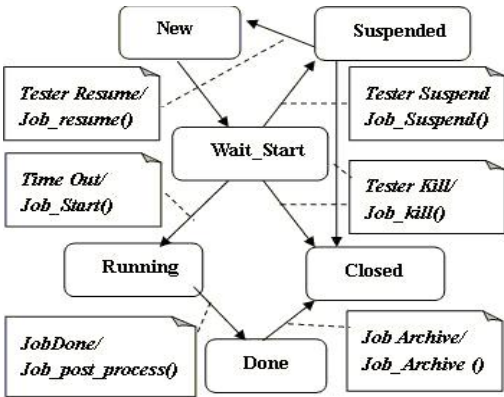 New
Suspended
Tester Resume/
Job_resume()
Tester Suspend
Job_Suspend()
Wait_Start
Time Out/
Job_Start()
Tester Kill/
Job_kill()
Running
Closed
JobDone/
Job_post_process()
Done
Job Archive/
Job_Archive ()